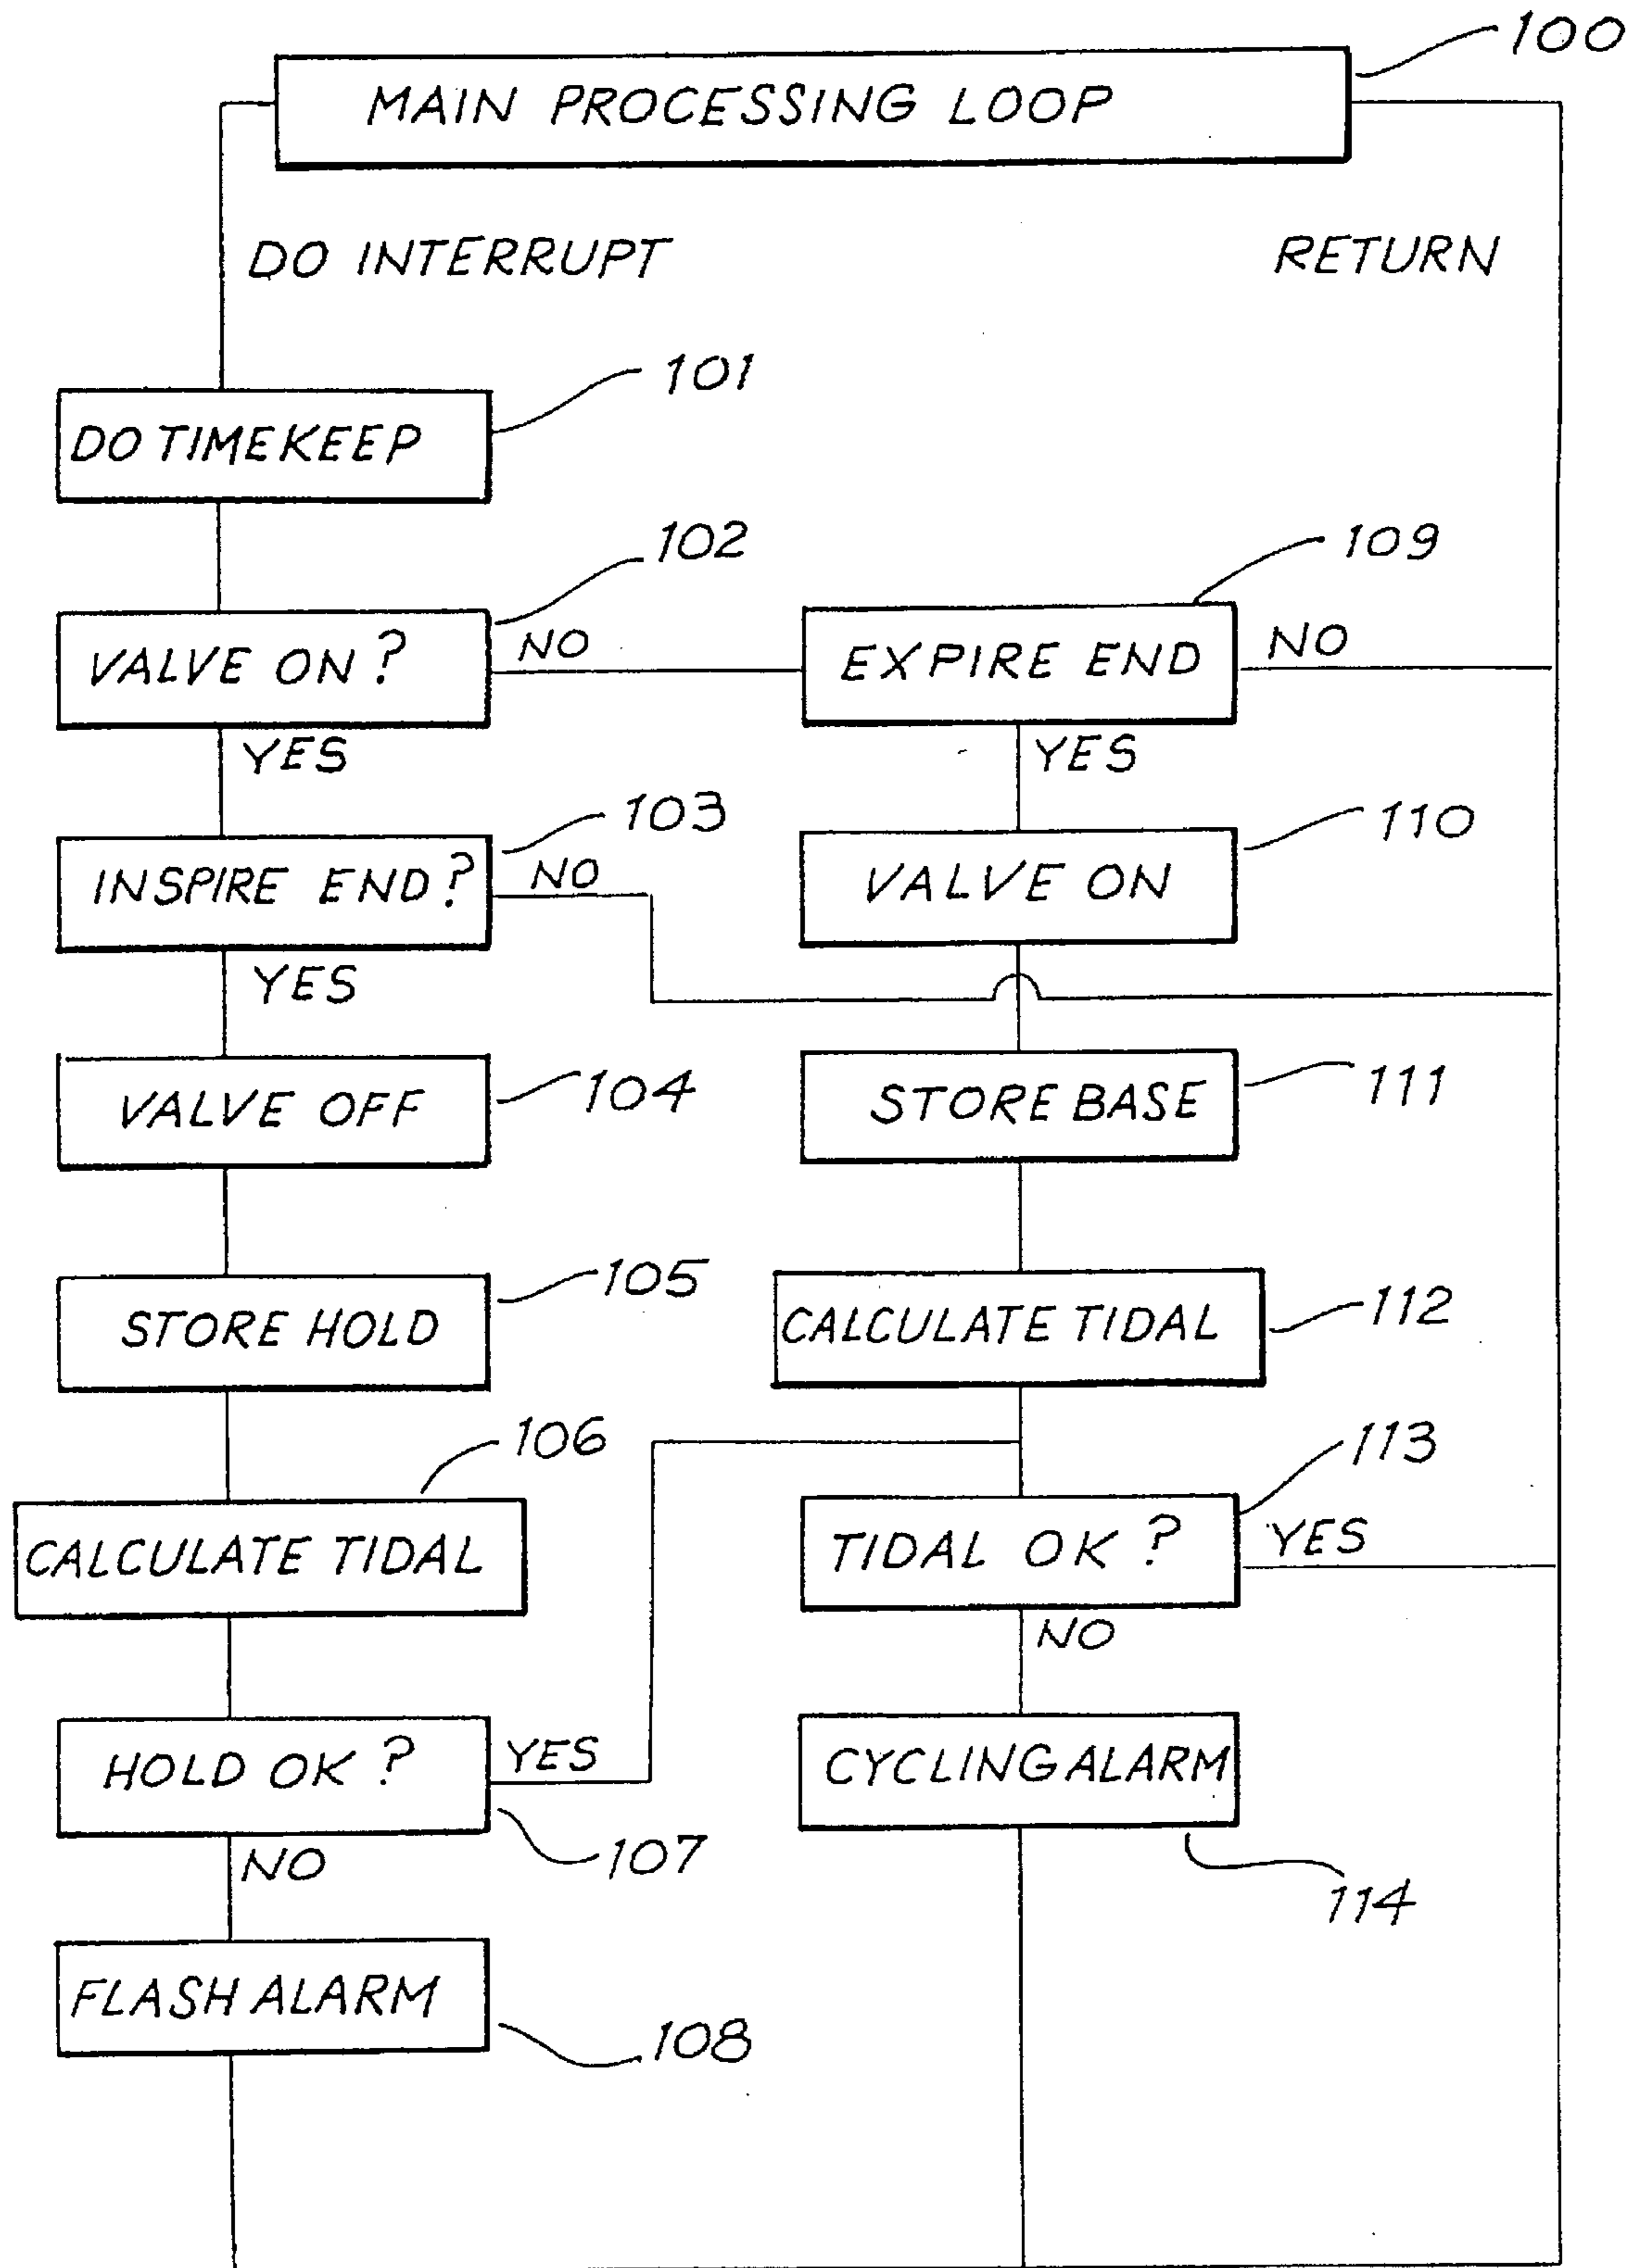 100
MAIN PROCESSING LOOP
DO INTERRUPT
RETURN
101
DO TIMEKEEP
102
109
VALVE ON?
NO
EXPIRE END
NO
YES
YES
103
110
INSPIRE END?
NO
VALVE ON
YES
104
111
VALVE OFF
STORE BASE
105
112
STORE HOLD
CALCULATE TIDAL
106
113
CALCULATE TIDAL
TIDAL OK?
YES
NO
HOLD OK?
YES
CYCLING ALARM
107
NO
114
FLASH ALARM
108